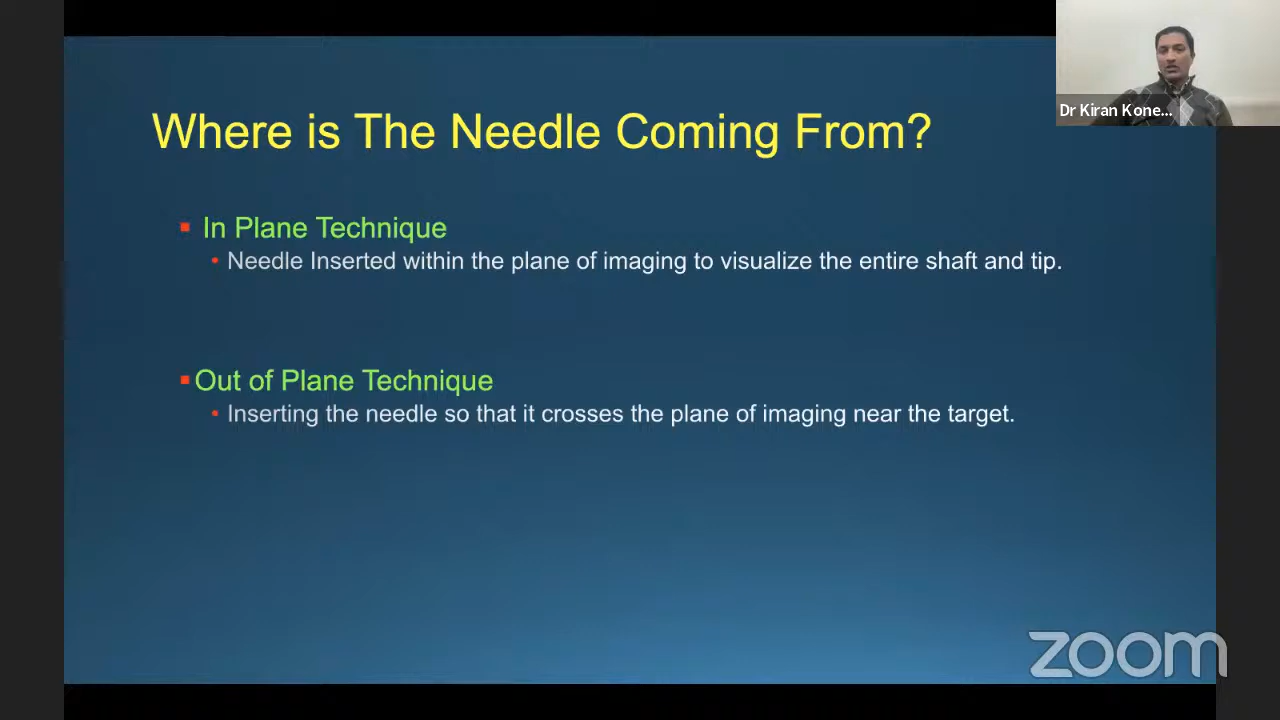 Where is The Needle Coming From?
Dr Kiran Kone...
In Plane Technique
Needle Inserted within the plane of imaging to visualize the entire shaft and tip.
Out of Plane Technique
Inserting the needle so that it crosses the plane of imaging near the target.
zoom